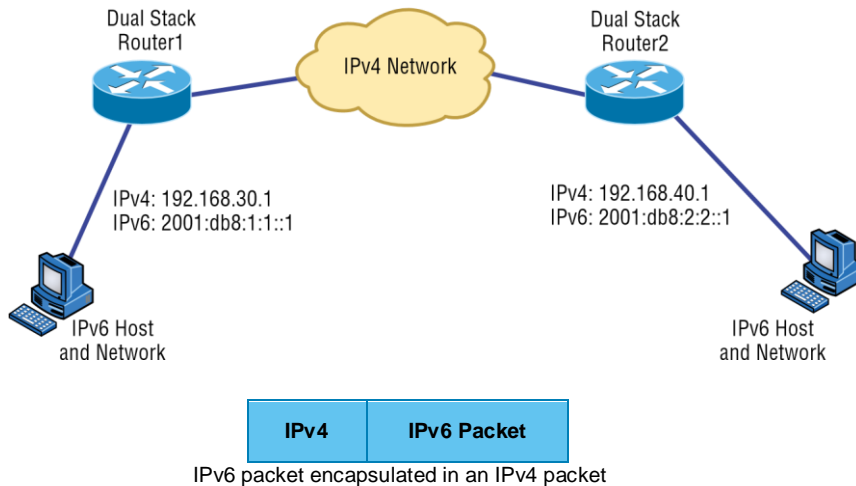 Dual Stack
Router1
IPv4 Network
Dual Stack
Router2
IPv4: 192.168.30.1
IPv6: 2001:db8:1:1::1
IPv4: 192.168.40.1
IPv6: 2001:db8:2:2::1
IPv6 Host
and Network
IPv6 Host
and Network
IPv4
IPv6 Packet
IPv6 packet encapsulated in an IPv4 packet